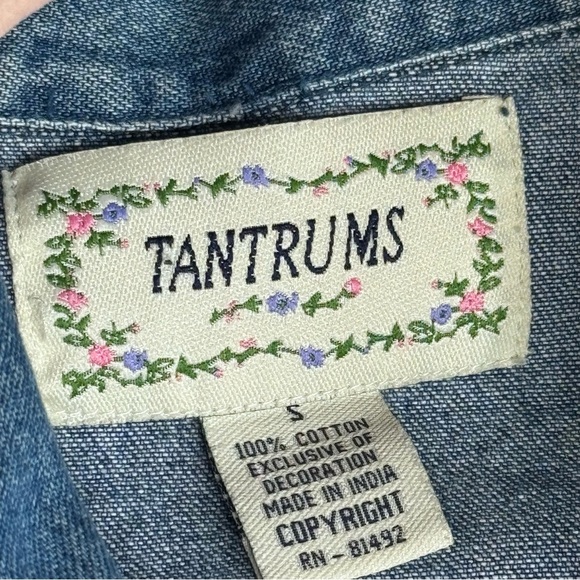 TANTRUMS
S
100% COTTON
EXCLUSIVE OF
DECORATION
MADE IN INDIA
COPYRIGHT
RN-81492